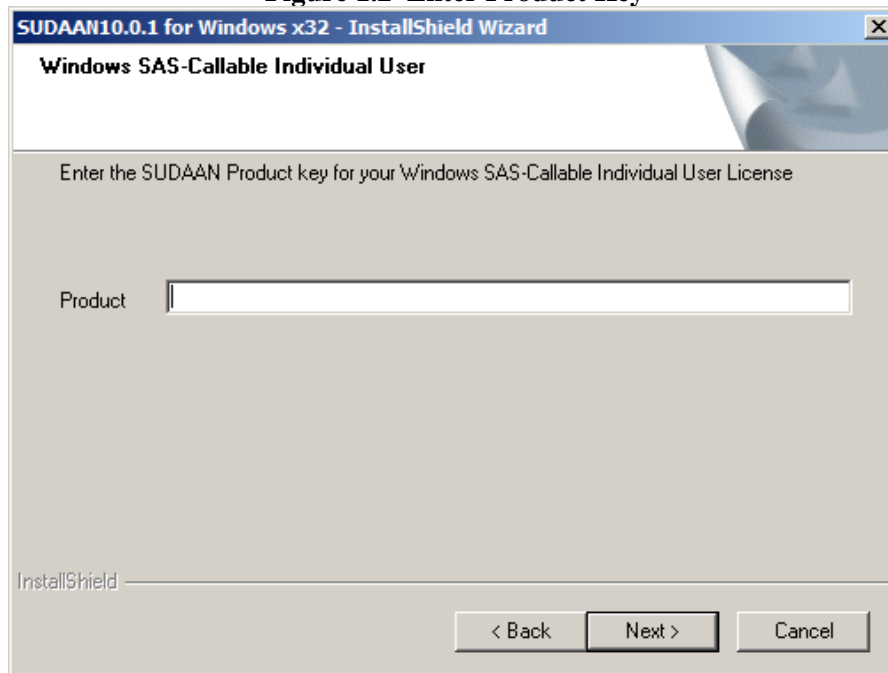 SUDAAN10.0.1 for Windows x32 - InstallShield Wizard
Windows SAS-Callable Individual User
Enter the SUDAAN Product key for your Windows SAS-Callable Individual User License
Product
InstallShield
< Back Next > Cancel